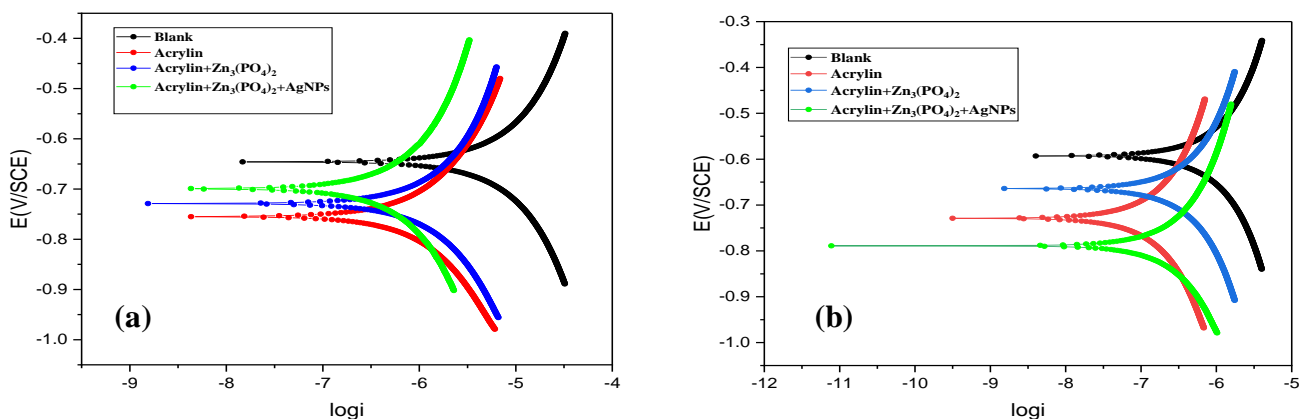 Blank
Acrylin
Acrylin+Zn₃(PO₄)₂
Acrylin+Zn₃(PO₄)₂+AgNPs
E(V/SCE)
-0.4
-0.5
-0.6
-0.7
-0.8
-0.9
-1.0
(a)
-9 -8 -7 -6 -5 -4
logi
Blank
Acrylin
Acrylin+Zn₃(PO₄)₂
Acrylin+Zn₃(PO₄)₂+AgNPs
E(V/SCE)
-0.3
-0.4
-0.5
-0.6
-0.7
-0.8
-0.9
-1.0
(b)
-12 -11 -10 -9 -8 -7 -6 -5
logi